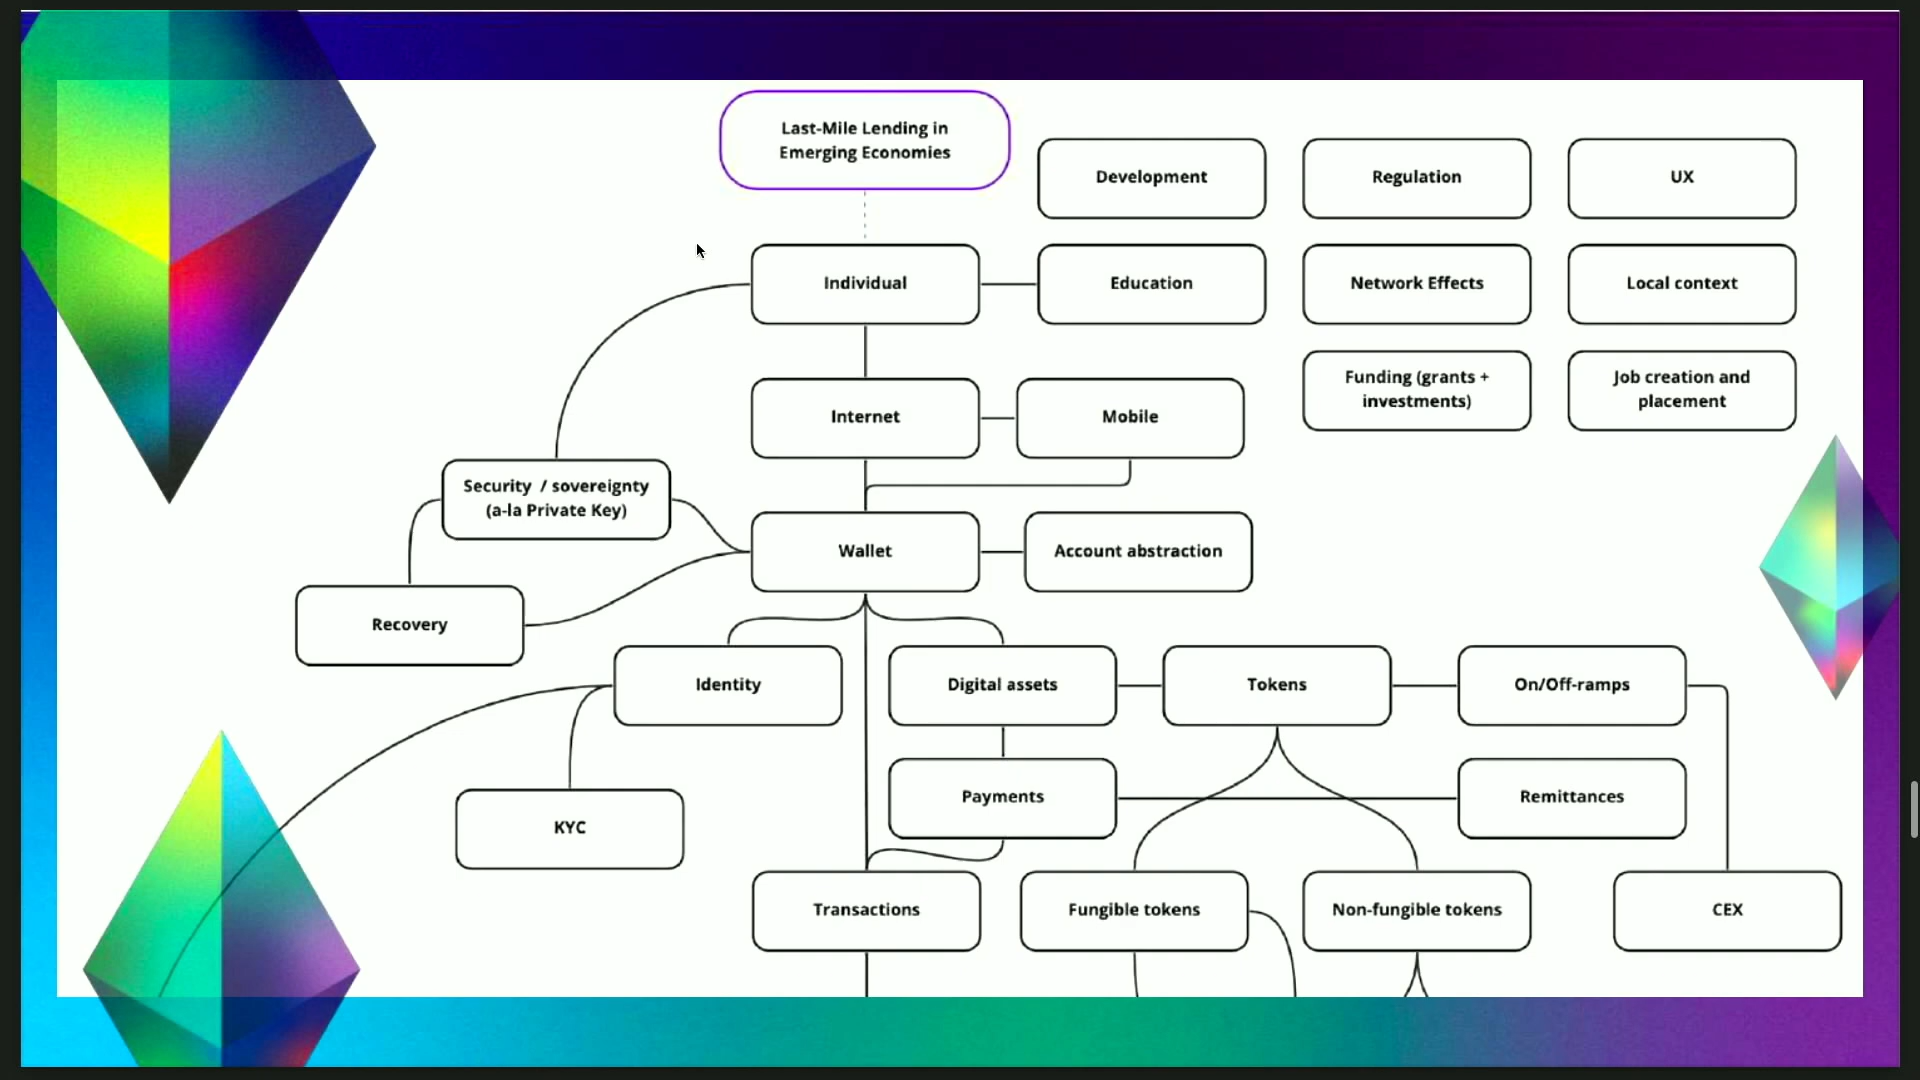 Last-Mile Lending in
Emerging Economies
Development
Regulation
UX
Individual
Education
Network Effects
Local context
Internet
Mobile
Funding (grants +
investments)
Job creation and
placement
Security / sovereignty
(a-la Private Key)
Wallet
Account abstraction
Recovery
Identity
Digital assets
Tokens
On/Off-ramps
KYC
Payments
Remittances
Transactions
Fungible tokens
Non-fungible tokens
CEX